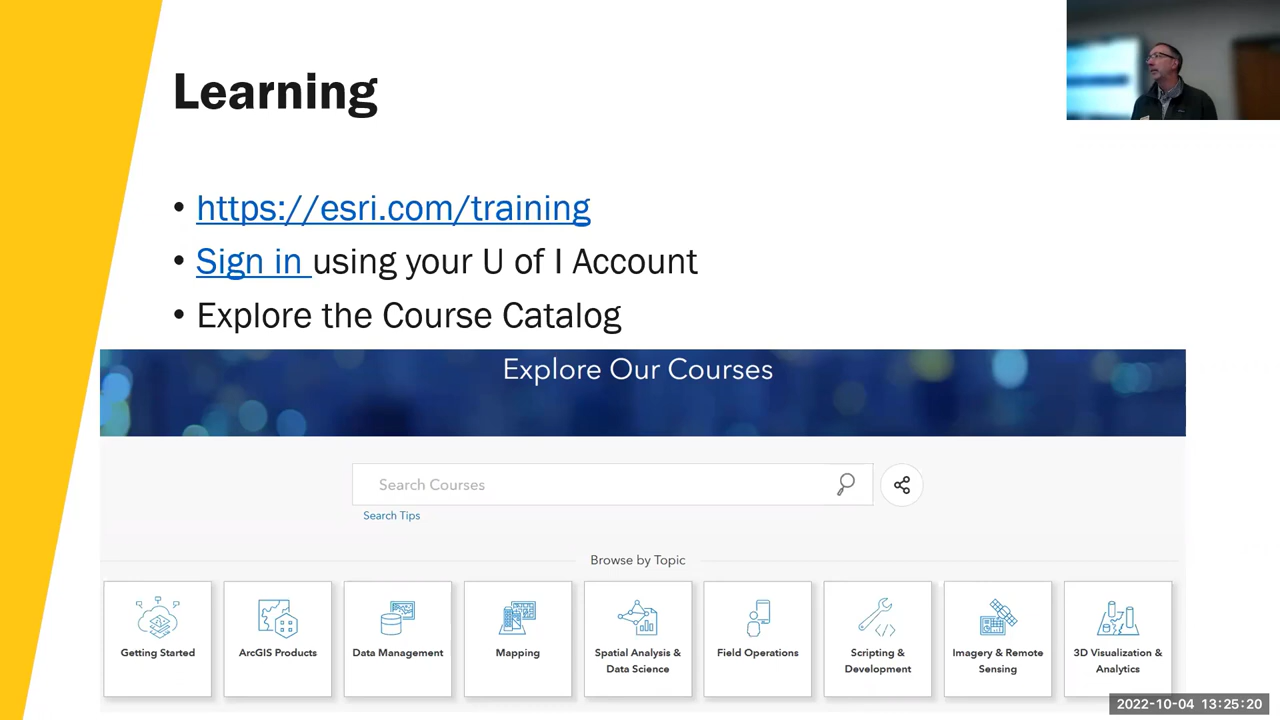 Learning
• https://esri.com/training
• Sign in using your U of I Account
• Explore the Course Catalog
Explore Our Courses
Search Courses
Search Tips
Browse by Topic
Getting Started
ArcGIS Products
Data Management
Mapping
Spatial Analysis &
Data Science
Field Operations
Scripting &
Development
Imagery & Remote
Sensing
3D Visualization &
Analytics
2022-10-04 13:25:20